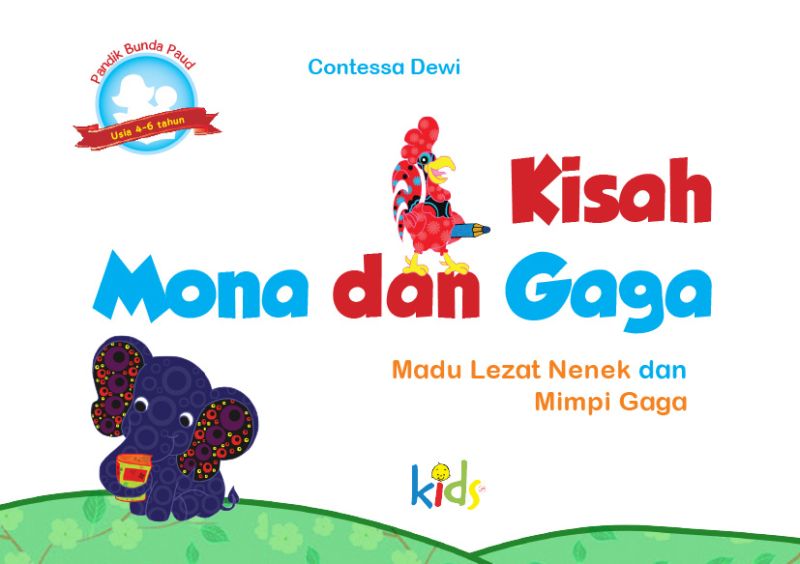 Pandik Bunda Paud
Usia 4-6 tahun
Contessa Dewi
Kisah
Mona dan Gaga
Madu Lezat Nenek dan
Mimpi Gaga
kids